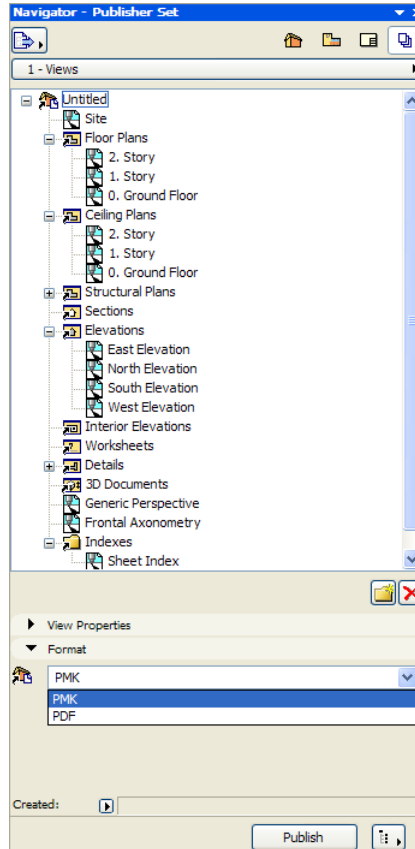 Navigator - Publisher Set
1 - Views
Untitled
Site
Floor Plans
2. Story
1. Story
0. Ground Floor
Ceiling Plans
2. Story
1. Story
0. Ground Floor
Structural Plans
Sections
Elevations
East Elevation
North Elevation
South Elevation
West Elevation
Interior Elevations
Worksheets
Details
3D Documents
Generic Perspective
Frontal Axonometry
Indexes
Sheet Index
View Properties
Format
PMK
PMK
PDF
Created:
Publish